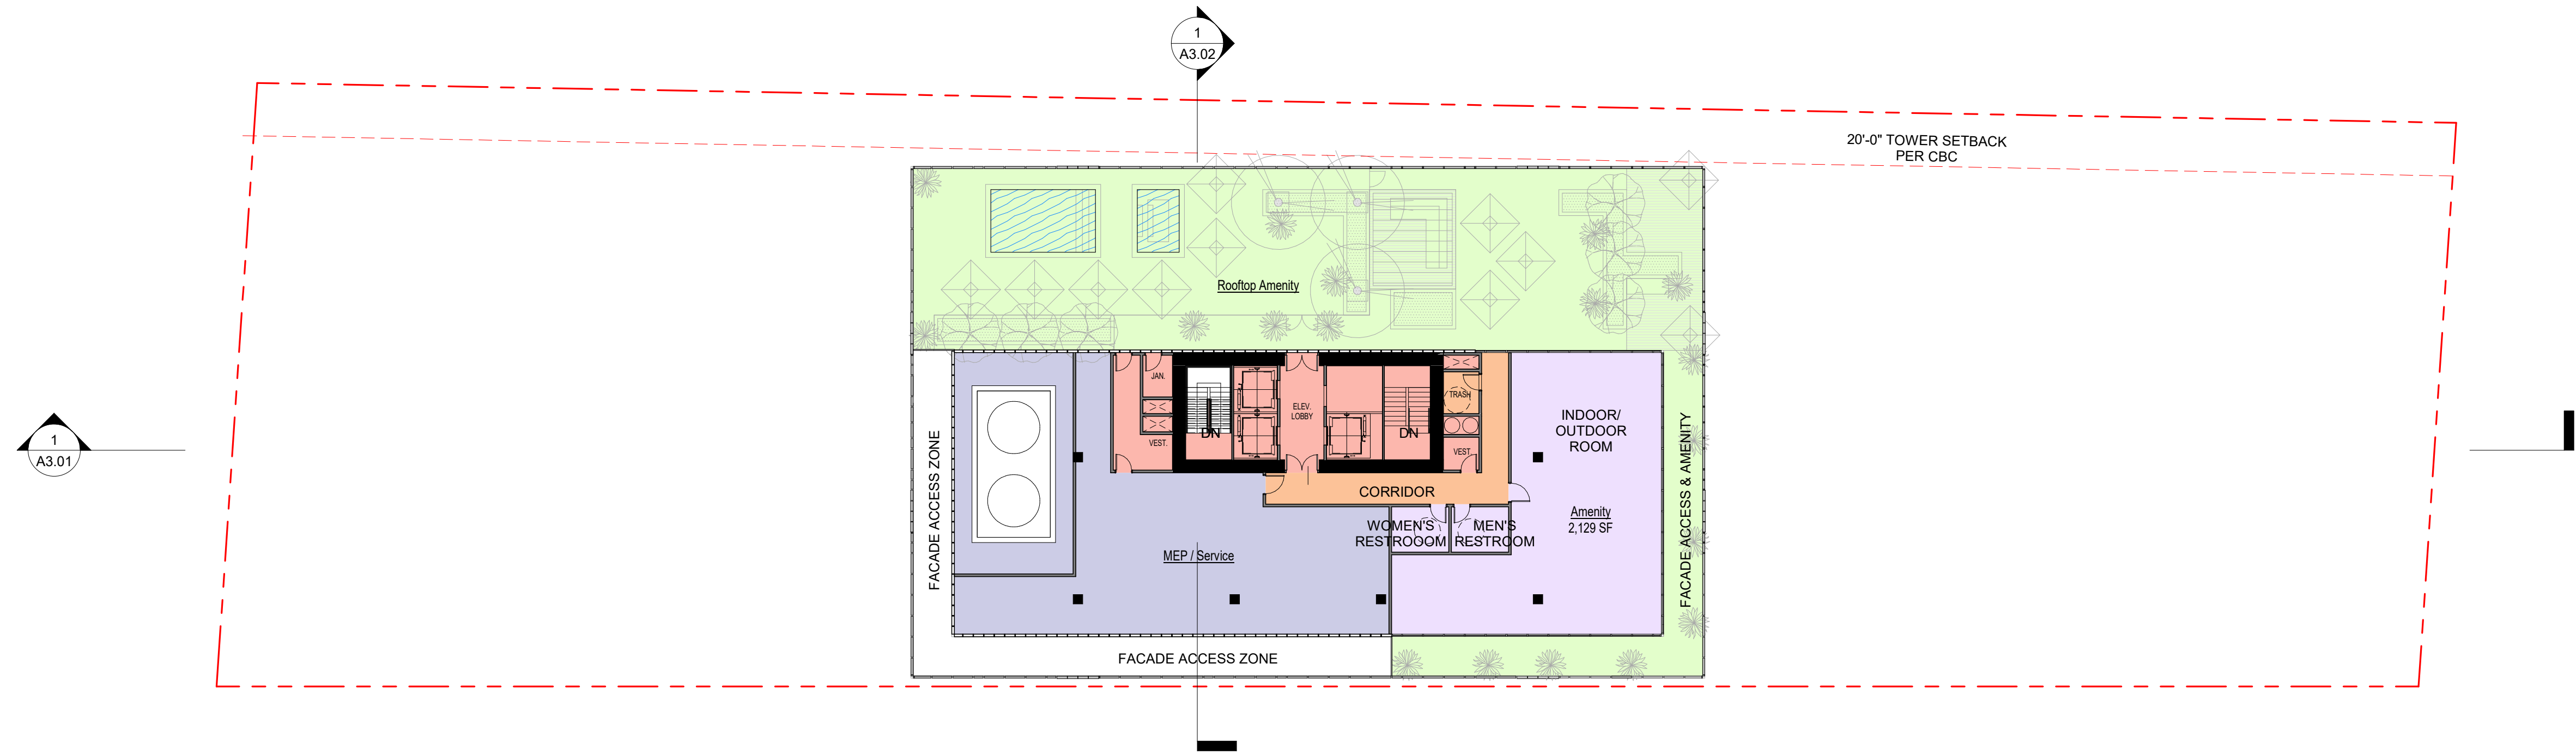 1
A3.02
20'-0" TOWER SETBACK
PER CBC
Rooftop Amenity
JAN.
ELEV.
LOBBY
TRASH
DN
DN
VEST.
VEST.
INDOOR/
OUTDOOR
ROOM
1
A3.01
FACADE ACCESS ZONE
CORRIDOR
Amenity
2,129 SF
FACADE ACCESS & AMENITY
WOMEN'S
RESTROOOM
MEN'S
RESTROOM
MEP / Service
FACADE ACCESS ZONE